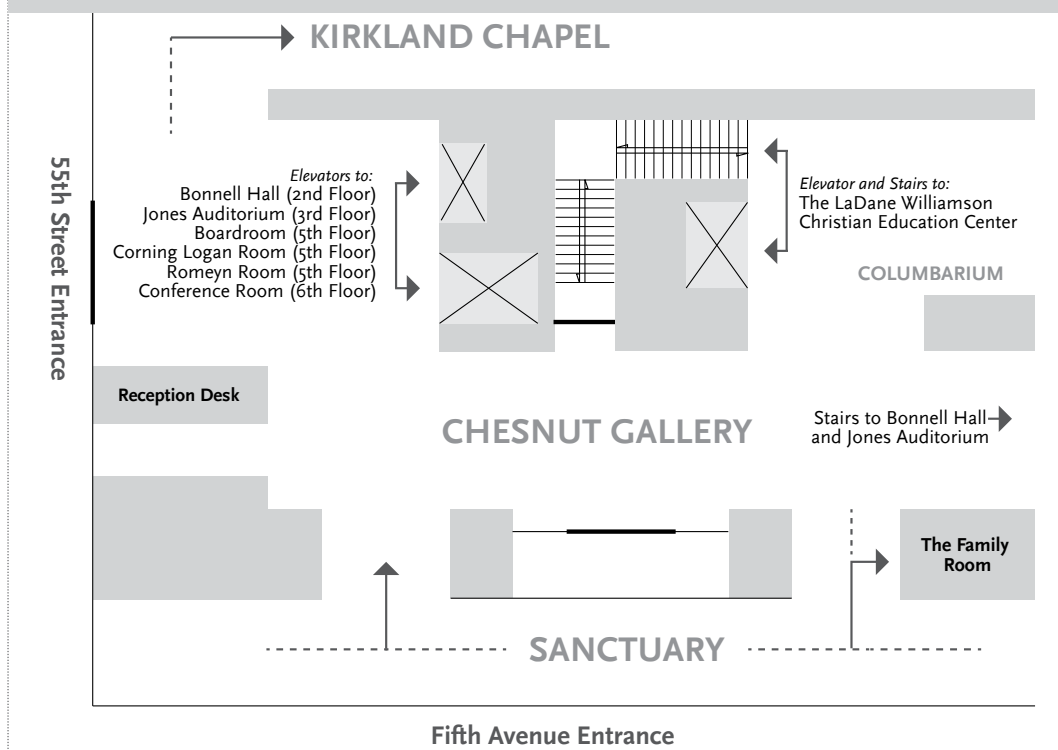 KIRKLAND CHAPEL
55th Street Entrance
Elevators to:
Bonnell Hall (2nd Floor)
Jones Auditorium (3rd Floor)
Boardroom (5th Floor)
Corning Logan Room (5th Floor)
Romeyn Room (5th Floor)
Conference Room (6th Floor)
Elevator and Stairs to:
The LaDane Williamson
Christian Education Center
COLUMBARIUM
Reception Desk
CHESNUT GALLERY
Stairs to Bonnell Hall
and Jones Auditorium
The Family
Room
SANCTUARY
Fifth Avenue Entrance